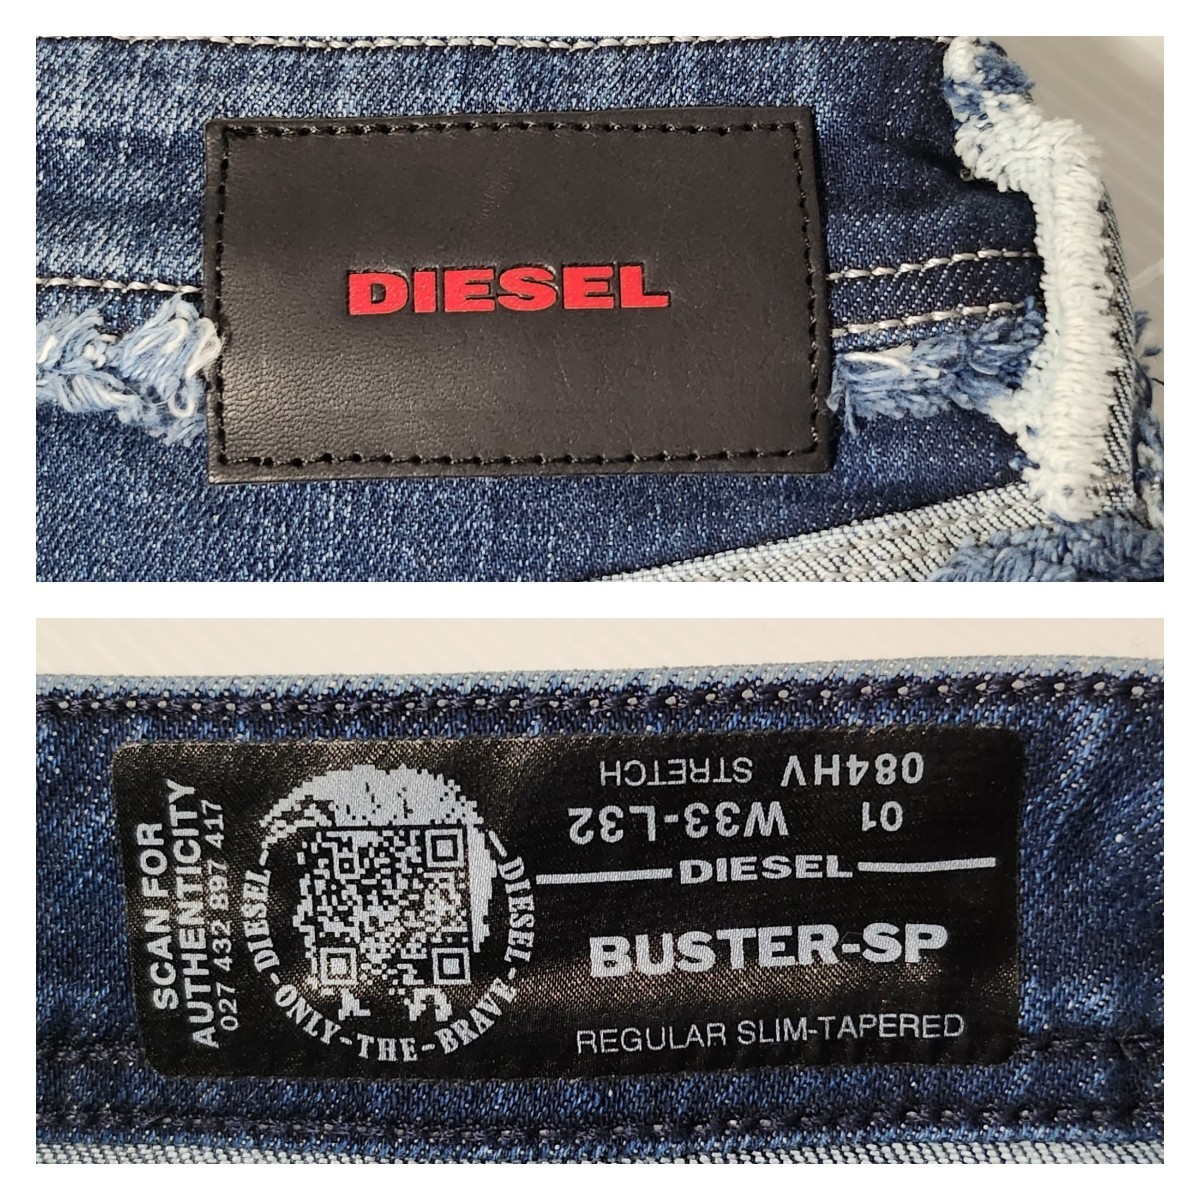 DIESEL
SCAN FOR
AUTHENTICITY
027 432 897 417
DIESEL-ONLY-THE-BRAVE-DIESEL
084HV STRETCH
01 W33-L32
DIESEL
BUSTER-SP
REGULAR SLIM-TAPERED